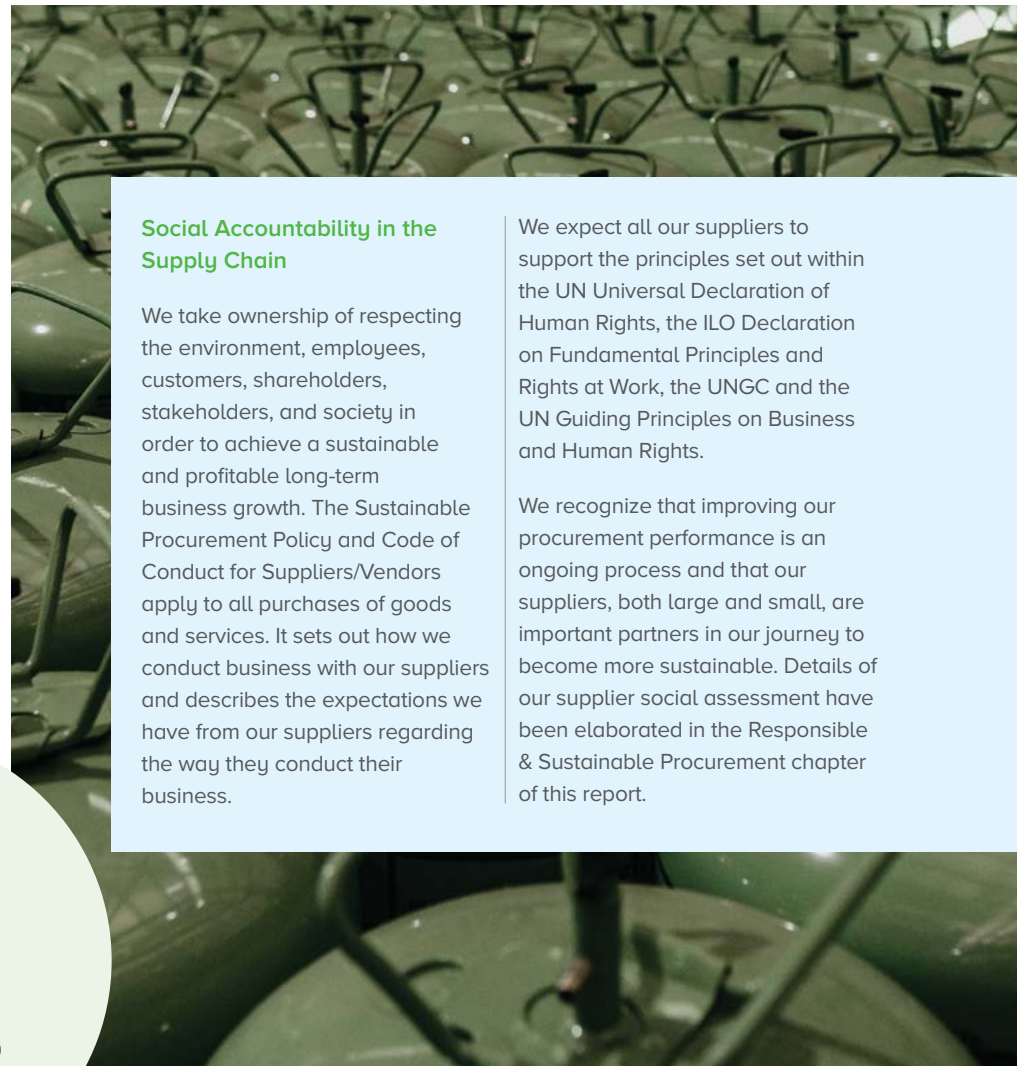 Social Accountability in the
Supply Chain
We take ownership of respecting
the environment, employees,
customers, shareholders,
stakeholders, and society in
order to achieve a sustainable
and profitable long-term
business growth. The Sustainable
Procurement Policy and Code of
Conduct for Suppliers/Vendors
apply to all purchases of goods
and services. It sets out how we
conduct business with our suppliers
and describes the expectations we
have from our suppliers regarding
the way they conduct their
business.
We expect all our suppliers to
support the principles set out within
the UN Universal Declaration of
Human Rights, the ILO Declaration
on Fundamental Principles and
Rights at Work, the UNGC and the
UN Guiding Principles on Business
and Human Rights.
We recognize that improving our
procurement performance is an
ongoing process and that our
suppliers, both large and small, are
important partners in our journey to
become more sustainable. Details of
our supplier social assessment have
been elaborated in the Responsible
& Sustainable Procurement chapter
of this report.